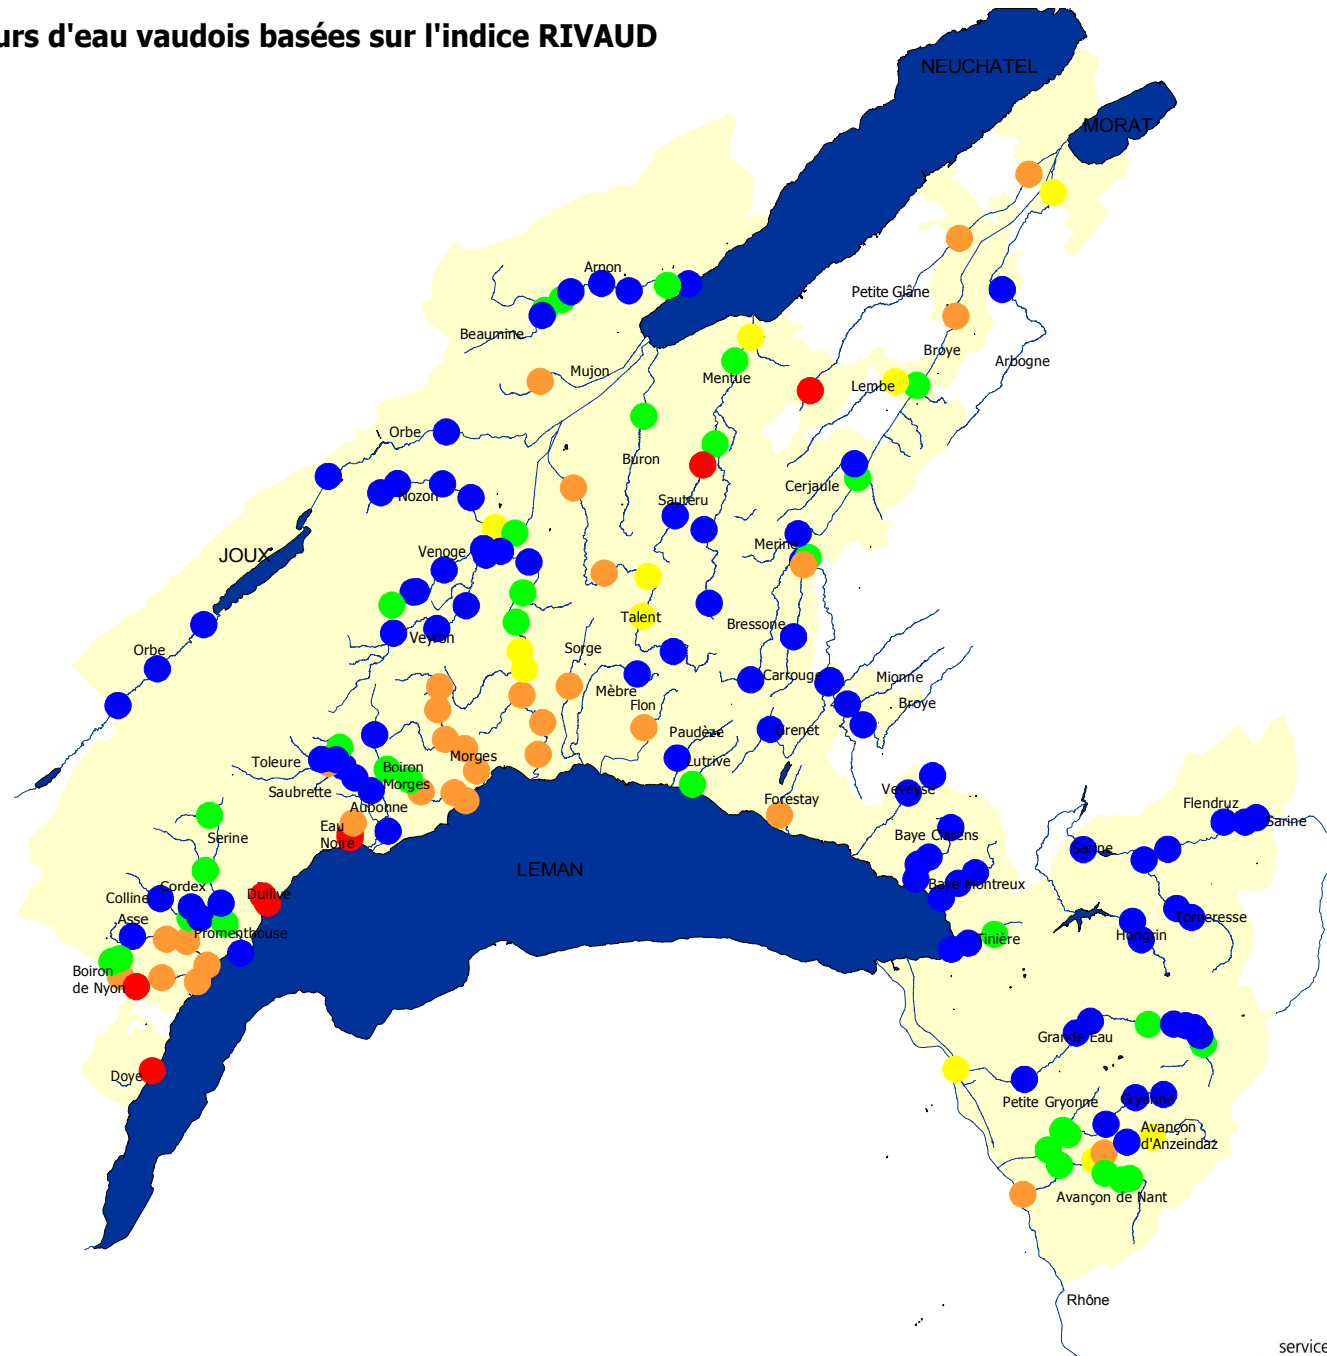 urs d'eau vaudois basées sur l'indice RIVAUD
NEUCHATEL
MORAT
Arnon
Petite Glâne
Beaumine
Broye
Arbogne
Mujon
Mentue
Lembe
Orbe
Buron
Cerjaule
Nozon
Sauteru
JOUX
Venoge
Merine
Talent
Bressone
Veyron
Orbe
Sorge
Carrouge
Mionne
Mèbre
Broye
Flon
Paudèze
Grenet
Toleure
Morges
Lutrive
Boiron
Morges
Saubrette
Aubonne
Forestay
Veveyse
Flendruz
Sarine
Eau
Noire
Serine
Baye Clarens
Sarine
LEMAN
Cordex
Colline
Dullive
Baye Montreux
Asse
Promenthouse
Torneresse
Hongrin
Tinière
Boiron
de Nyon
Grande Eau
Doye
Petite Gryonne
Gryonne
Avançon
d'Anzeindaz
Avançon de Nant
Rhône
service